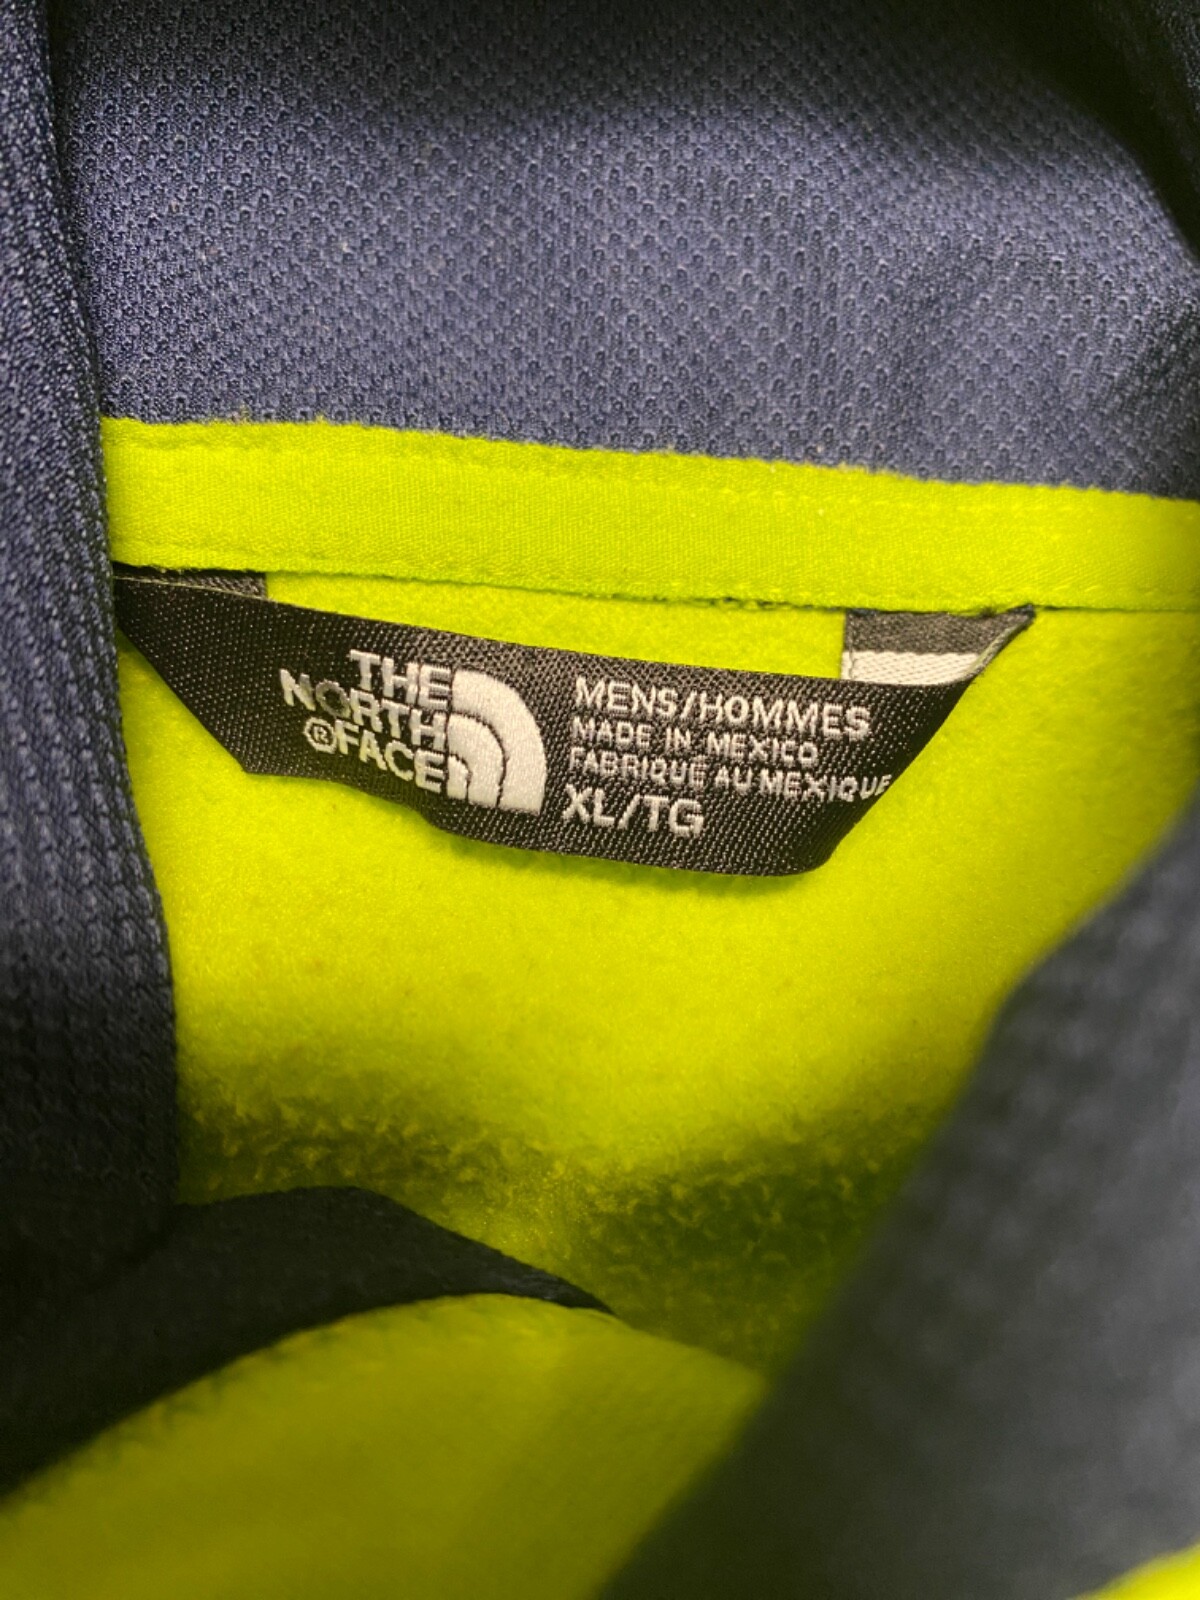 THE
NORTH
®FACE
MENS/HOMMES
MADE IN MEXICO
FABRIQUÉ AU MEXIQUE
XL/TG